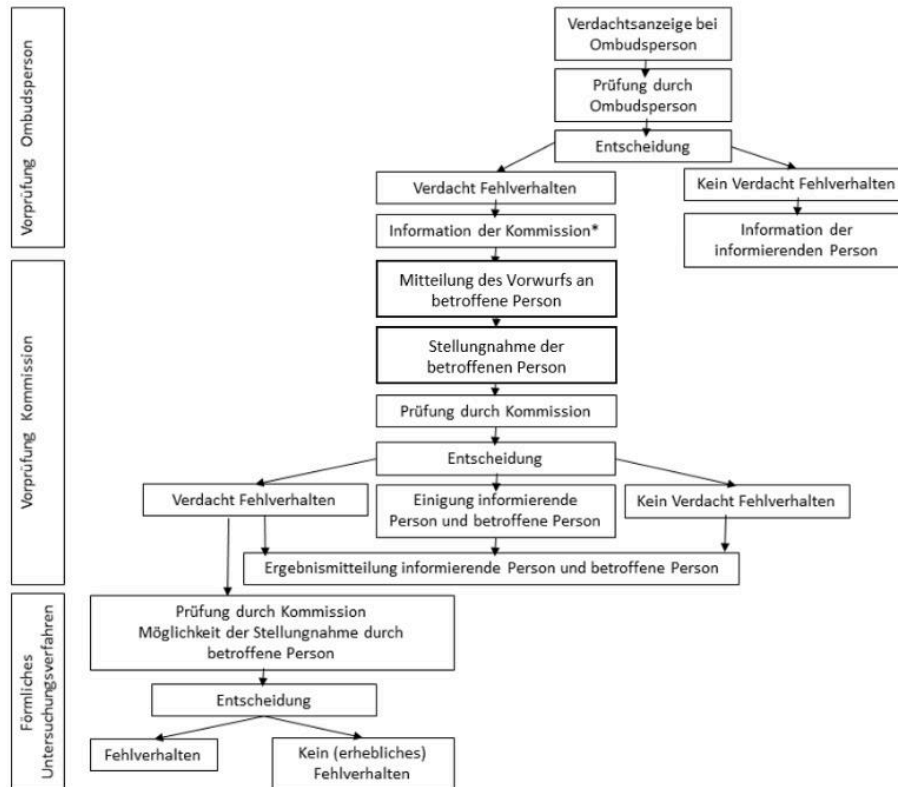 Vorprüfung Ombudsperson
Verdachtsanzeige bei
Ombudsperson
Prüfung durch
Ombudsperson
Entscheidung
Verdacht Fehlverhalten
Kein Verdacht Fehlverhalten
Information der Kommission*
Information der
informierenden Person
Vorprüfung Kommission
Mitteilung des Vorwurfs an
betroffene Person
Stellungnahme der
betroffenen Person
Prüfung durch Kommission
Entscheidung
Verdacht Fehlverhalten
Einigung informierende
Person und betroffene Person
Kein Verdacht Fehlverhalten
Ergebnismitteilung informierende Person und betroffene Person
Förmliches
Untersuchungsverfahren
Prüfung durch Kommission
Möglichkeit der Stellungnahme durch
betroffene Person
Entscheidung
Fehlverhalten
Kein (erhebliches)
Fehlverhalten